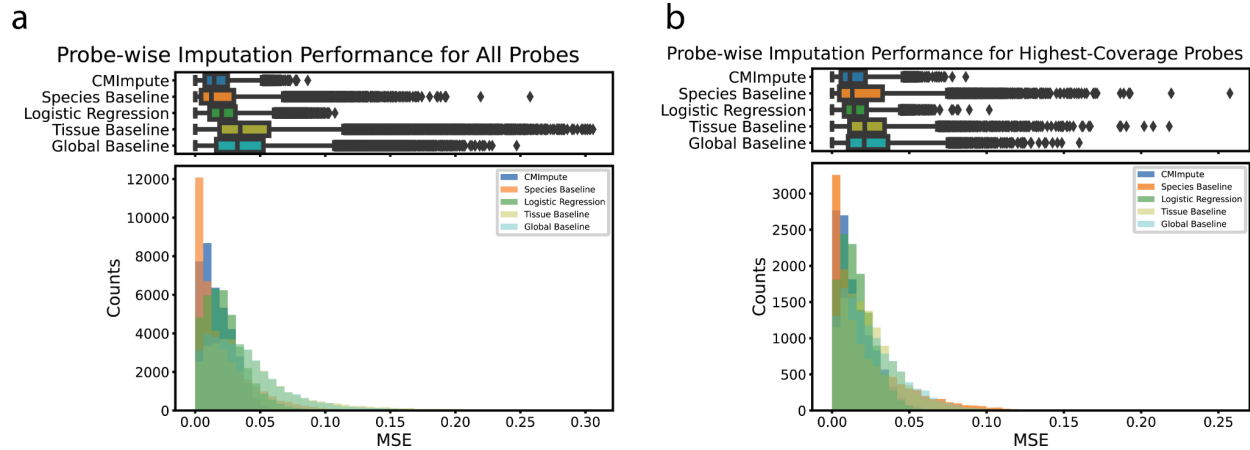 a
Probe-wise Imputation Performance for All Probes
CMImpute
Species Baseline
Logistic Regression
Tissue Baseline
Global Baseline
12000
10000
8000
6000
4000
2000
0
Counts
CMImpute
Species Baseline
Logistic Regression
Tissue Baseline
Global Baseline
0.00 0.05 0.10 0.15 0.20 0.25 0.30
MSE
b
Probe-wise Imputation Performance for Highest-Coverage Probes
CMImpute
Species Baseline
Logistic Regression
Tissue Baseline
Global Baseline
3000
2500
2000
1500
1000
500
0
Counts
CMImpute
Species Baseline
Logistic Regression
Tissue Baseline
Global Baseline
0.00 0.05 0.10 0.15 0.20 0.25
MSE